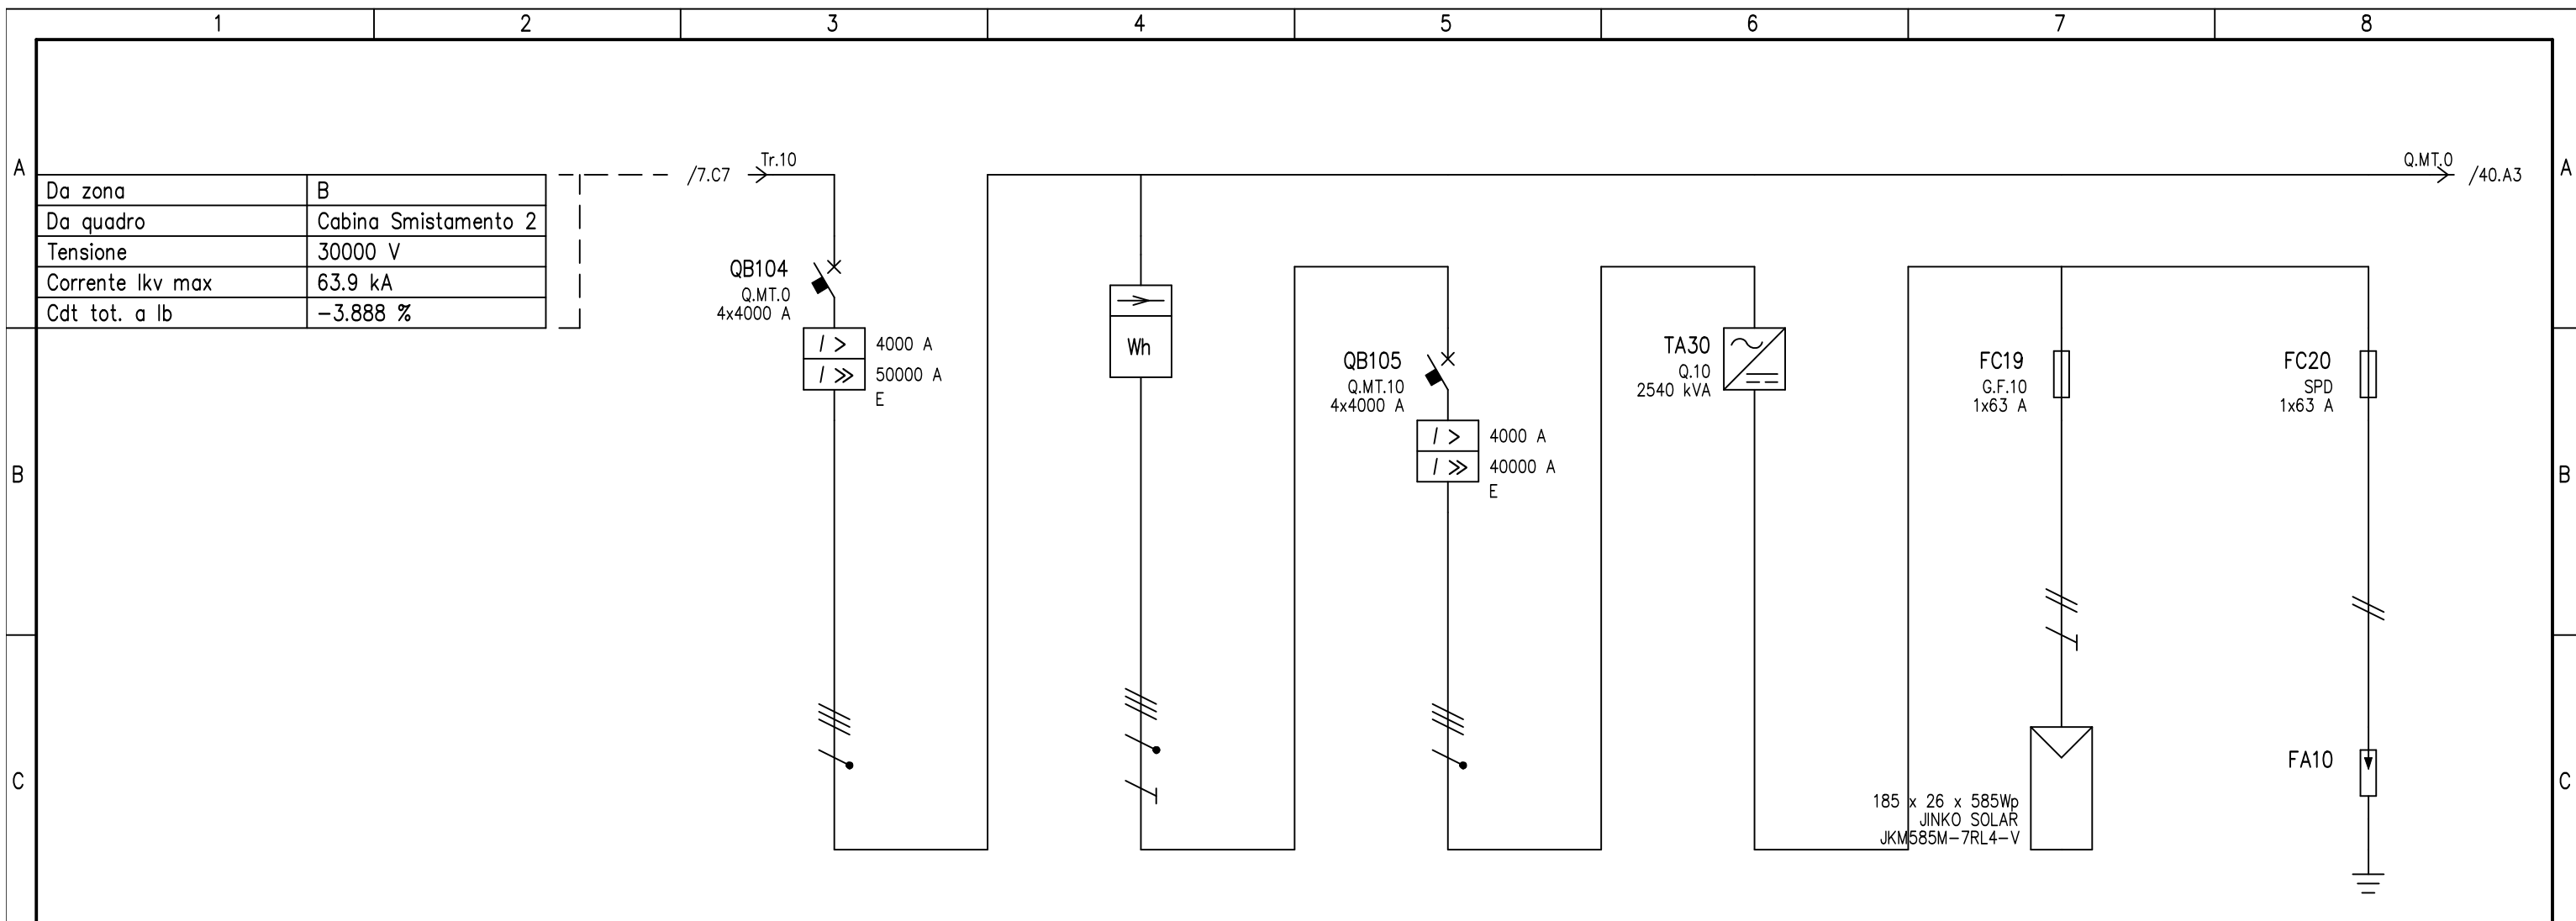 1 2 3 4 5 6 7 8
A A
Da zona B
Da quadro Cabina Smistamento 2
Tensione 30000 V
Corrente Ikv max 63.9 kA
Cdt tot. a Ib -3.888 %
/7.C7 Tr.10
Q.MT.0 /40.A3
QB104
Q.MT.0
4x4000 A
I > 4000 A
I >> 50000 A
E
Wh
QB105
Q.MT.10
4x4000 A
I > 4000 A
I >> 40000 A
E
TA30
Q.10
2540 kVA
FC19
G.F.10
1x63 A
FC20
SPD
1x63 A
B B
185 x 26 x 585Wp
JINKO SOLAR
JKM585M-7RL4-V
FA10
C C